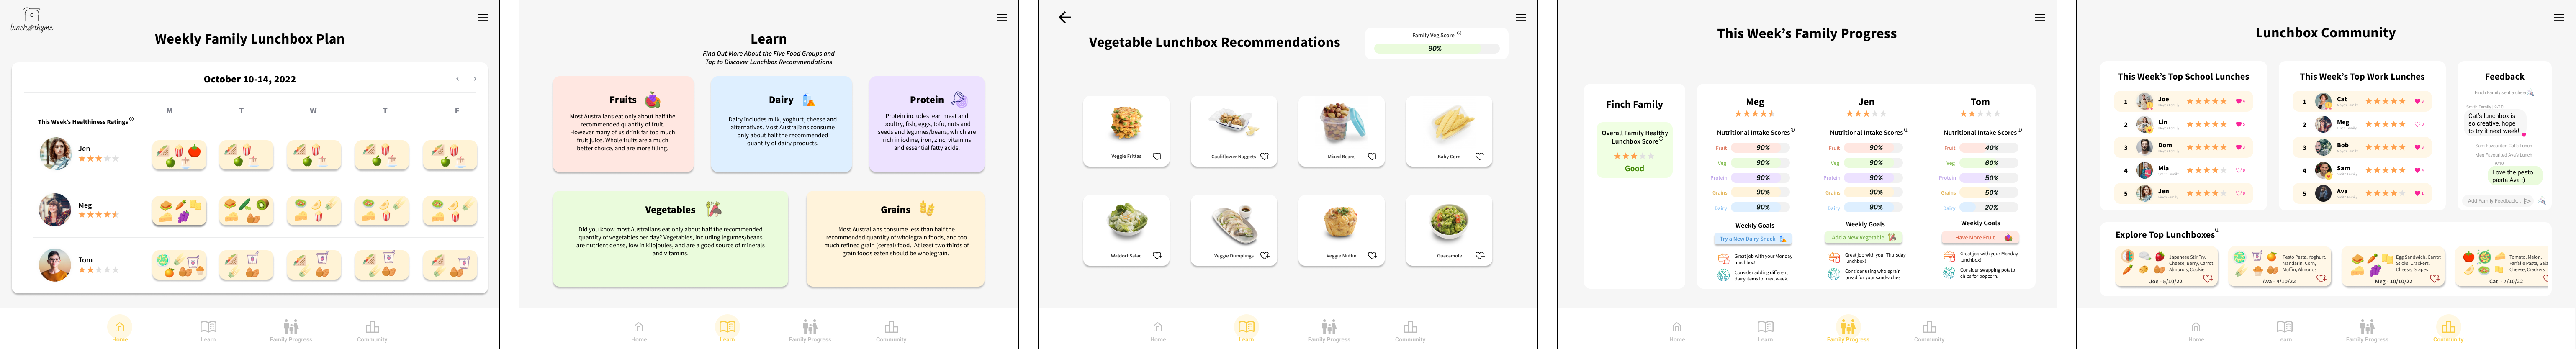 lunch@thyme
Weekly Family Lunchbox Plan
October 10-14, 2022
M T W T F
This Week's Healthiness Ratings
Jen
Meg
Tom
Home Learn Family Progress Community
Learn
Find Out More About the Five Food Groups and
Tap to Discover Lunchbox Recommendations
Fruits
Most Australians eat only about half the
recommended quantity of fruit.
However many of us drink far too much
fruit juice. Whole fruits are a much
better choice, and are more filling.
Dairy
Dairy includes milk, yoghurt, cheese and
alternatives. Most Australians consume
only about half the recommended
quantity of dairy products.
Protein
Protein includes lean meat and
poultry, fish, eggs, tofu, nuts and
seeds and legumes/beans, which are
rich in iodine, iron, zinc, vitamins
and essential fatty acids.
Vegetables
Did you know most Australians eat only about half the recommended
quantity of vegetables per day? Vegetables, including legumes/beans
are nutrient dense, low in kilojoules, and are a good source of minerals
and vitamins.
Grains
Most Australians consume less than half the
recommended quantity of wholegrain foods, and too
much refined grain (cereal) food. At least two thirds of
grain foods eaten should be wholegrain.
Home Learn Family Progress Community
Vegetable Lunchbox Recommendations
Family Veg Score
90%
Veggie Frittas
Cauliflower Nuggets
Mixed Beans
Baby Corn
Waldorf Salad
Veggie Dumplings
Veggie Muffin
Guacamole
Home Learn Family Progress Community
This Week's Family Progress
Finch Family
Overall Family Healthy
Lunchbox Score
Good
Meg
Nutritional Intake Scores
Fruit 90%
Veg 90%
Protein 90%
Grains 90%
Dairy 90%
Weekly Goals
Try a New Dairy Snack
Great job with your Monday
lunchbox!
Consider adding different
dairy items for next week.
Jen
Nutritional Intake Scores
Fruit 90%
Veg 90%
Protein 90%
Grains 90%
Dairy 90%
Weekly Goals
Add a New Vegetable
Great job with your Thursday
lunchbox!
Consider using wholegrain
bread for your sandwiches.
Tom
Nutritional Intake Scores
Fruit 40%
Veg 60%
Protein 50%
Grains 50%
Dairy 20%
Weekly Goals
Have More Fruit
Great job with your Monday
lunchbox!
Consider swapping potato
chips for popcorn.
Home Learn Family Progress Community
Lunchbox Community
This Week's Top School Lunches
1 Joe
2 Lin
3 Dom
4 Mia
5 Jen
This Week's Top Work Lunches
1 Cat
2 Meg
3 Bob
4 Sam
5 Ava
Feedback
Finch Family sent a cheer
Cat's lunchbox is
so creative, hope
to try it next week!
Sam Favourited Cat's Lunch
Meg Favourited Ava's Lunch
Love the pesto
pasta Ava :)
Add Family Feedback...
Explore Top Lunchboxes
Japanese Stir Fry,
Cheese, Berry, Carrot,
Almonds, Cookie
Joe - 5/10/22
Pesto Pasta, Yoghurt,
Mandarin, Corn,
Muffin, Almonds
Ava - 4/10/22
Egg Sandwich, Carrot
Sticks, Crackers,
Cheese, Grapes
Meg - 10/10/22
Tomato, Melon,
Farfalle Pasta, Sala
Cheese, Crackers
Cat - 7/10/22
Home Learn Family Progress Community